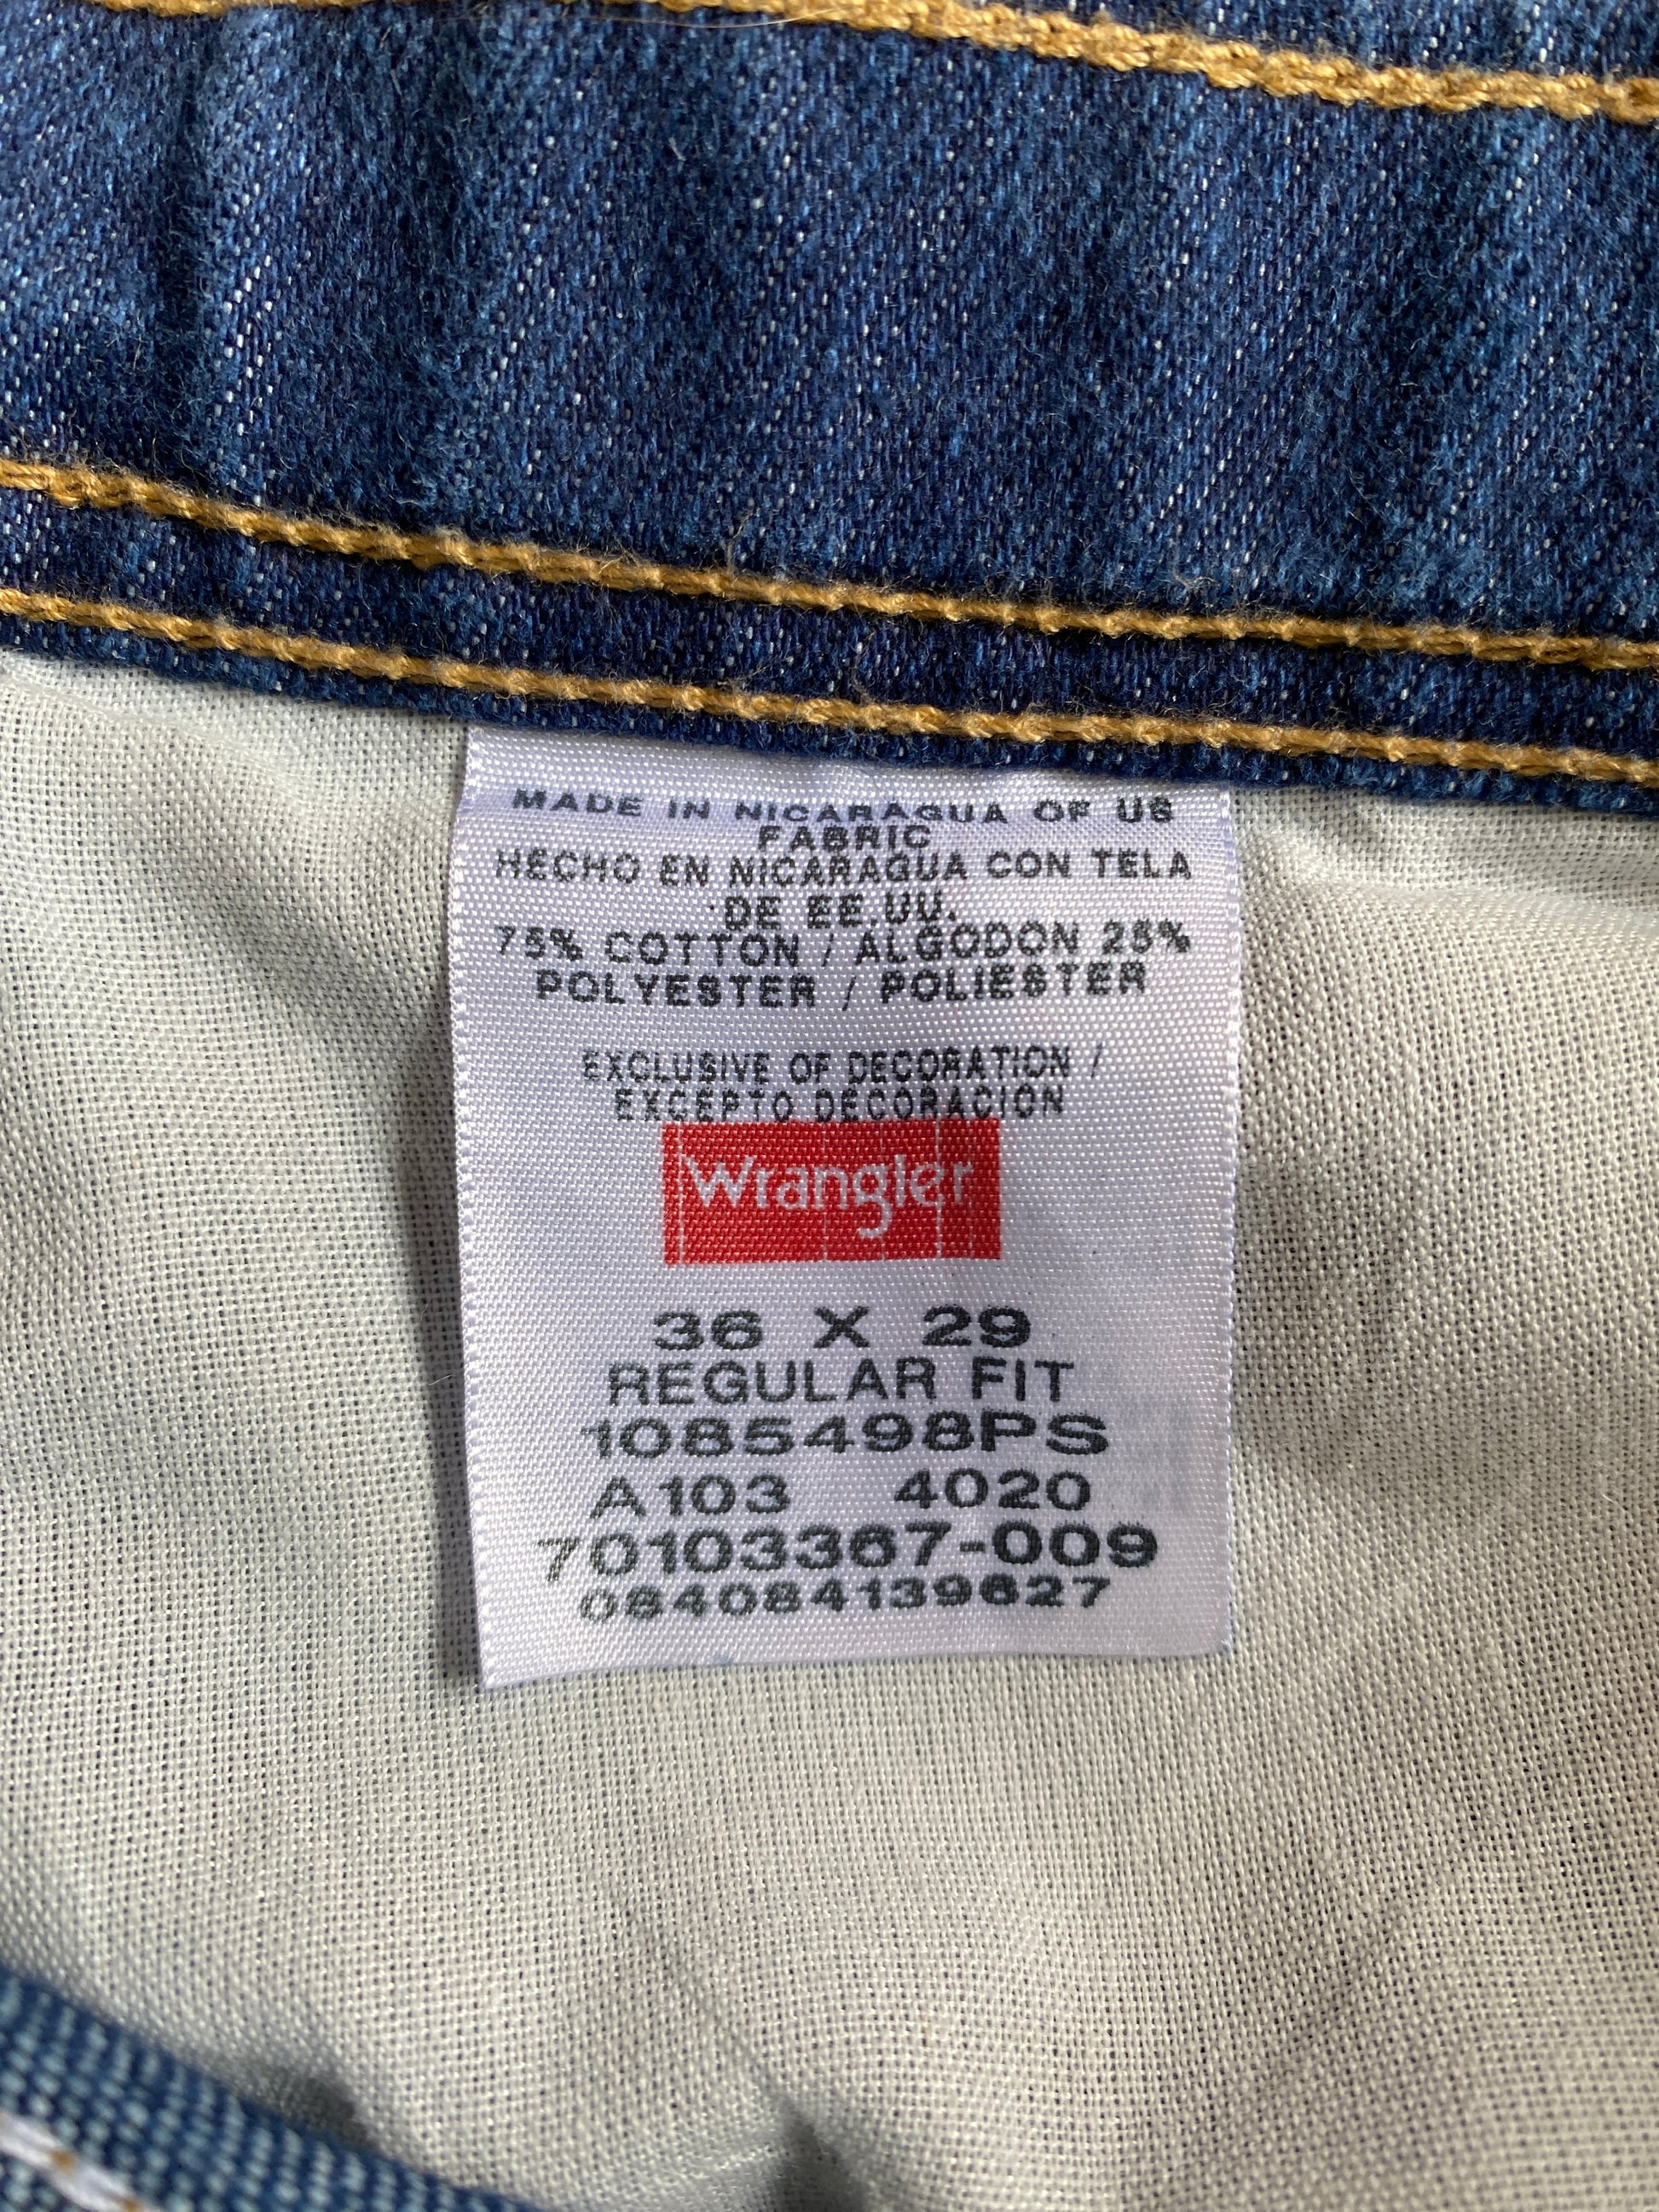 MADE IN NICARAGUA OF US
FABRIC
HECHO EN NICARAGUA CON TELA
DE EE.UU.
75% COTTON / ALGODON 25%
POLYESTER / POLIESTER
EXCLUSIVE OF DECORATION /
EXCEPTO DECORACION
Wrangler
36 X 29
REGULAR FIT
1085498PS
A103 4020
70103367-009
084084139627